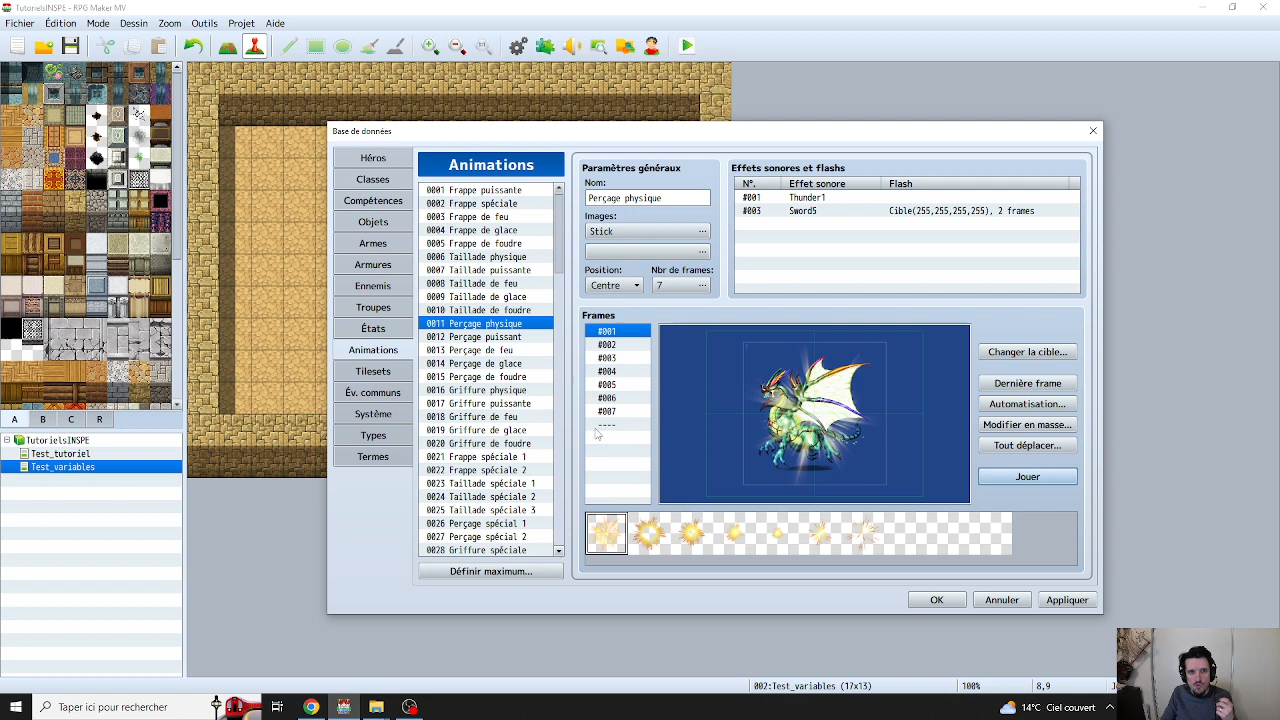 TutorielsINSPE - RPG Maker MV
Fichier Édition Mode Dessin Zoom Outils Projet Aide
Base de données
Héros
Classes
Compétences
Objets
Armes
Armures
Ennemis
Troupes
États
Animations
Tilesets
Év. communs
Système
Types
Termes
Animations
0001 Frappe puissante
0002 Frappe spéciale
0003 Frappe de feu
0004 Frappe de glace
0005 Frappe de foudre
0006 Taillade physique
0007 Taillade puissante
0008 Taillade de feu
0009 Taillade de glace
0010 Taillade de foudre
0011 Perçage physique
0012 Perçage puissant
0013 Perçage de feu
0014 Perçage de glace
0015 Perçage de foudre
0016 Griffure physique
0017 Griffure puissante
0018 Griffure de feu
0019 Griffure de glace
0020 Griffure de foudre
0021 Frappe spéciale 1
0022 Frappe spéciale 2
0023 Taillade spéciale 1
0024 Taillade spéciale 2
0025 Taillade spéciale 3
0026 Perçage spécial 1
0027 Perçage spécial 2
0028 Griffure spéciale
Définir maximum...
Paramètres généraux
Nom:
Perçage physique
Images:
Stick ...
...
Position: Nbr de frames:
Centre 7 ...
Effets sonores et flashs
N°. Effet sonore Flash
#001 Thunder1
#003 Sword5 Cible(255,255,255,255), 2 frames
Frames
#001
#002
#003
#004
#005
#006
#007
----
Changer la cible...
Dernière frame
Automatisation...
Modifier en masse...
Tout déplacer...
Jouer
OK Annuler Appliquer
A B C R
TutorielsINSPE
Test_tutoriel
Test_variables
002:Test_variables (17x13) 100% 8,9
Taper ici pour rechercher
14°C Ciel couvert